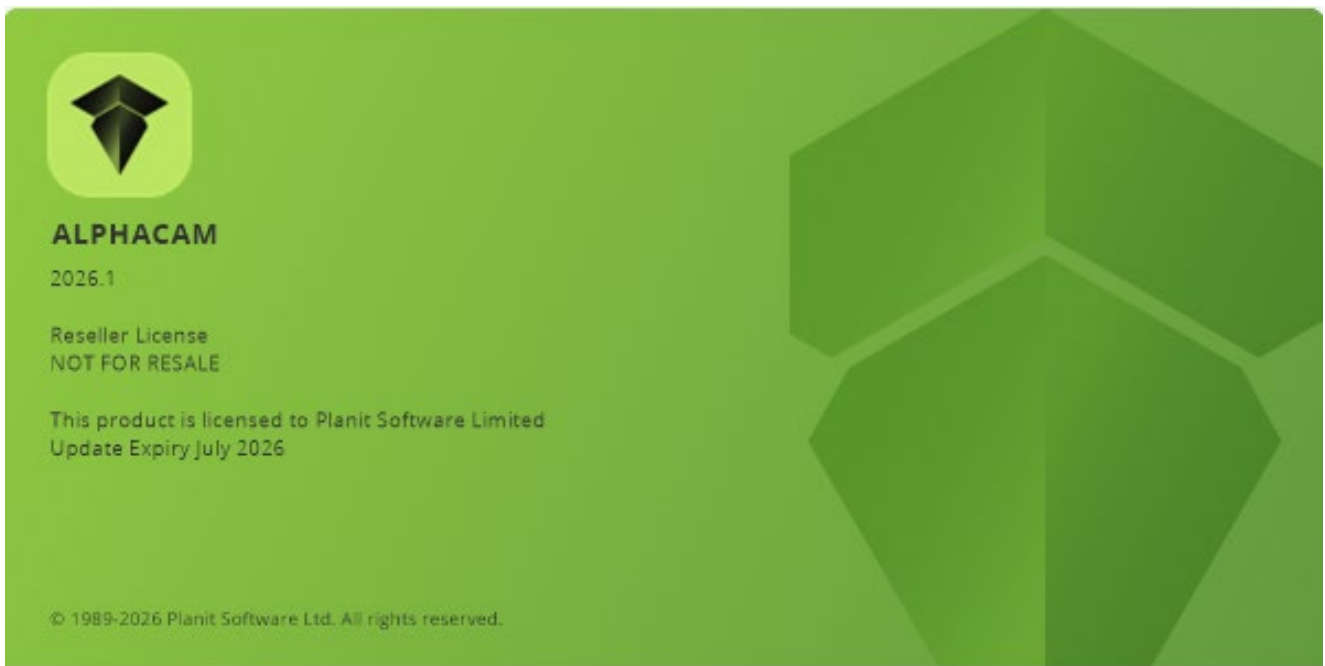 ALPHACAM
2026.1
Reseller License
NOT FOR RESALE
This product is licensed to Planit Software Limited
Update Expiry July 2026
© 1989-2026 Planit Software Ltd. All rights reserved.